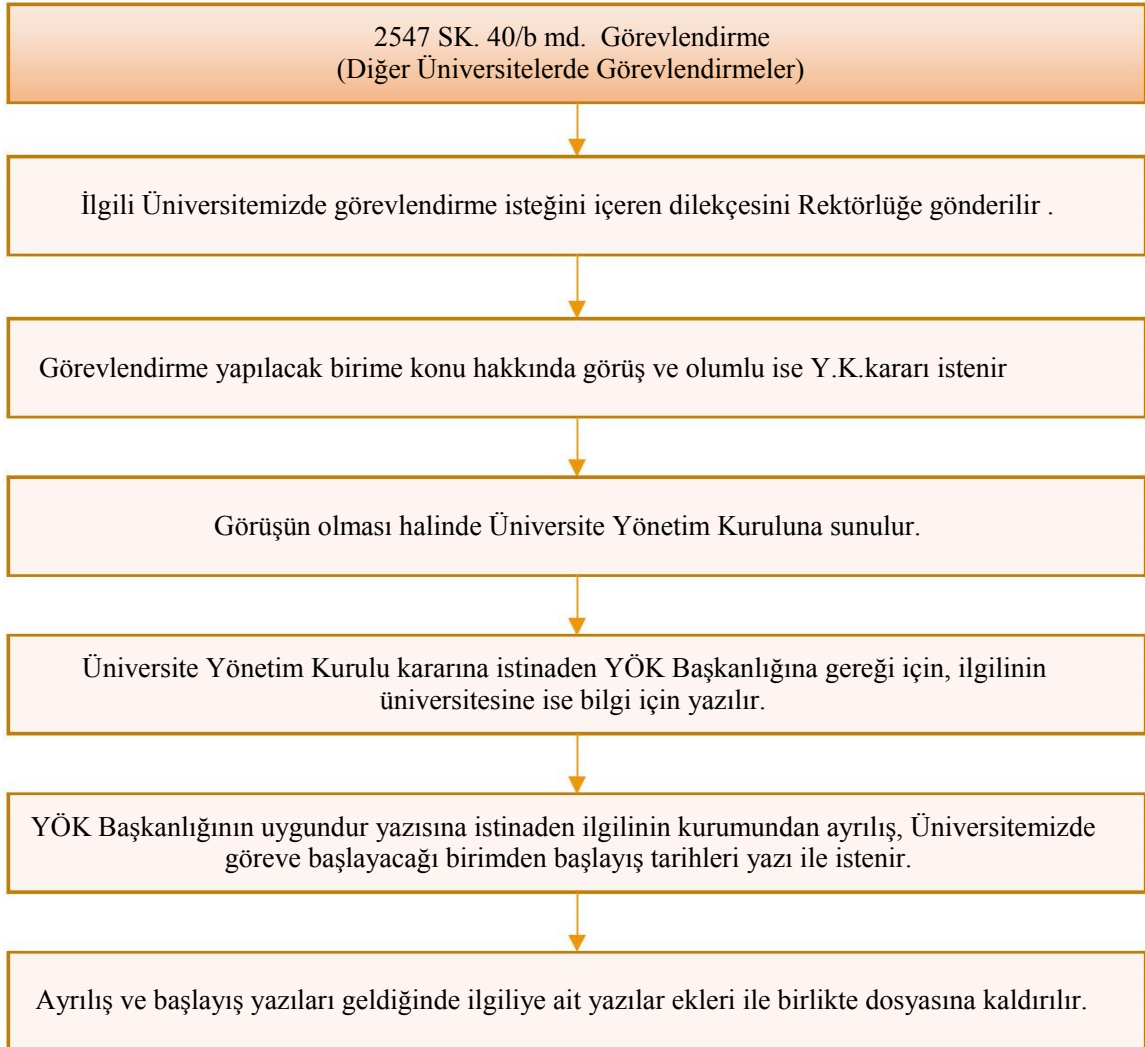 2547 SK. 40/b md. Görevlendirme
(Diğer Üniversitelerde Görevlendirmeler)
İlgili Üniversitemizde görevlendirme isteğini içeren dilekçesini Rektörlüğe gönderilir .
Görevlendirme yapılacak birime konu hakkında görüş ve olumlu ise Y.K.kararı istenir
Görüşün olması halinde Üniversite Yönetim Kuruluna sunulur.
Üniversite Yönetim Kurulu kararına istinaden YÖK Başkanlığına gereği için, ilgilinin
üniversitesine ise bilgi için yazılır.
YÖK Başkanlığının uygundur yazısına istinaden ilgilinin kurumundan ayrılış, Üniversitemizde
göreve başlayacağı birimden başlayış tarihleri yazı ile istenir.
Ayrılış ve başlayış yazıları geldiğinde ilgiliye ait yazılar ekleri ile birlikte dosyasına kaldırılır.